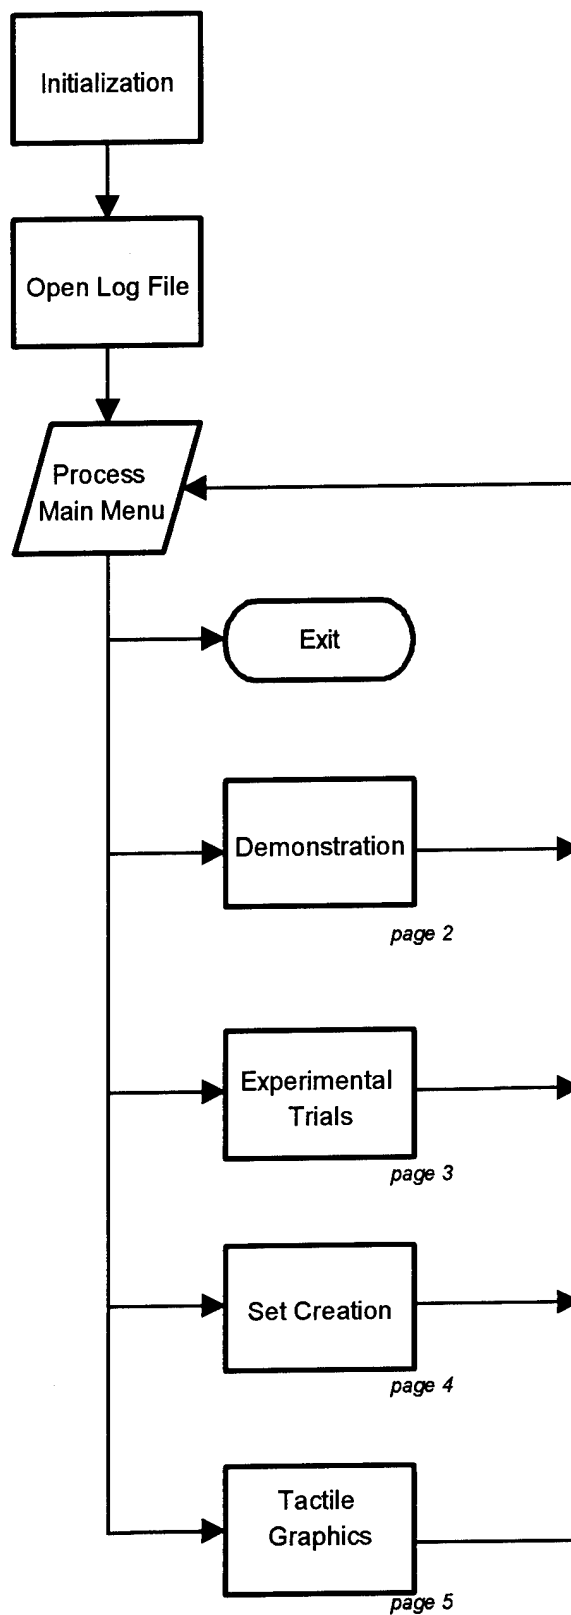 Initialization
Open Log File
Process
Main Menu
Exit
Demonstration
page 2
Experimental
Trials
page 3
Set Creation
page 4
Tactile
Graphics
page 5